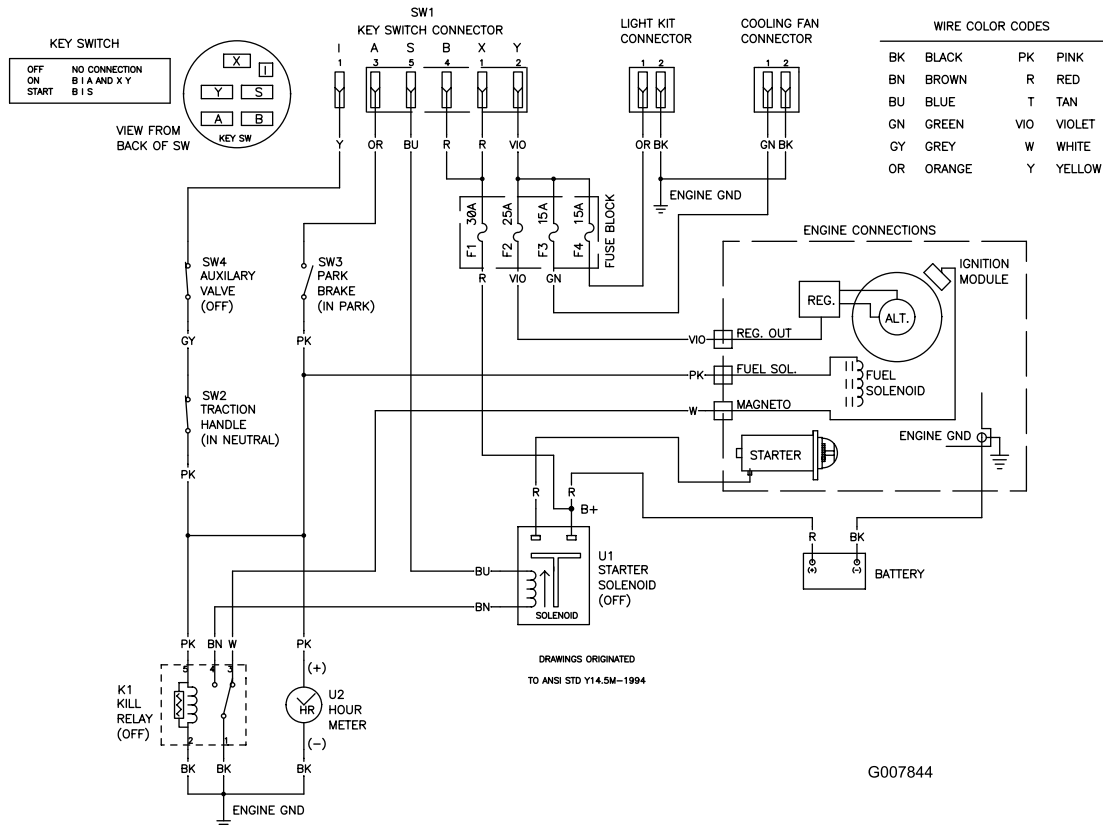 SW1
KEY SWITCH CONNECTOR
I A S B X Y
1 3 5 4 1 2
Y OR BU R R VIO
KEY SWITCH
OFF NO CONNECTION
ON B I A AND X Y
START B I S
X
I
Y S
A B
KEY SW
VIEW FROM
BACK OF SW
LIGHT KIT
CONNECTOR
1 2
OR BK
COOLING FAN
CONNECTOR
1 2
GN BK
ENGINE GND
WIRE COLOR CODES
BK BLACK PK PINK
BN BROWN R RED
BU BLUE T TAN
GN GREEN VIO VIOLET
GY GREY W WHITE
OR ORANGE Y YELLOW
F1 30A
F2 25A
F3 15A
F4 15A
FUSE BLOCK
R VIO GN
SW4
AUXILARY
VALVE
(OFF)
SW3
PARK
BRAKE
(IN PARK)
GY
PK
SW2
TRACTION
HANDLE
(IN NEUTRAL)
PK
ENGINE CONNECTIONS
IGNITION
MODULE
REG.
ALT.
VIO REG. OUT
PK FUEL SOL.
FUEL
SOLENOID
W MAGNETO
ENGINE GND
STARTER
R R
B+
U1
STARTER
SOLENOID
(OFF)
SOLENOID
BU
BN
R BK
(+) (-)
BATTERY
DRAWINGS ORIGINATED
TO ANSI STD Y14.5M-1994
PK BN W PK
5 4 3
(+)
K1
KILL
RELAY
(OFF)
HR
U2
HOUR
METER
2 1
(-)
BK BK BK
ENGINE GND
G007844